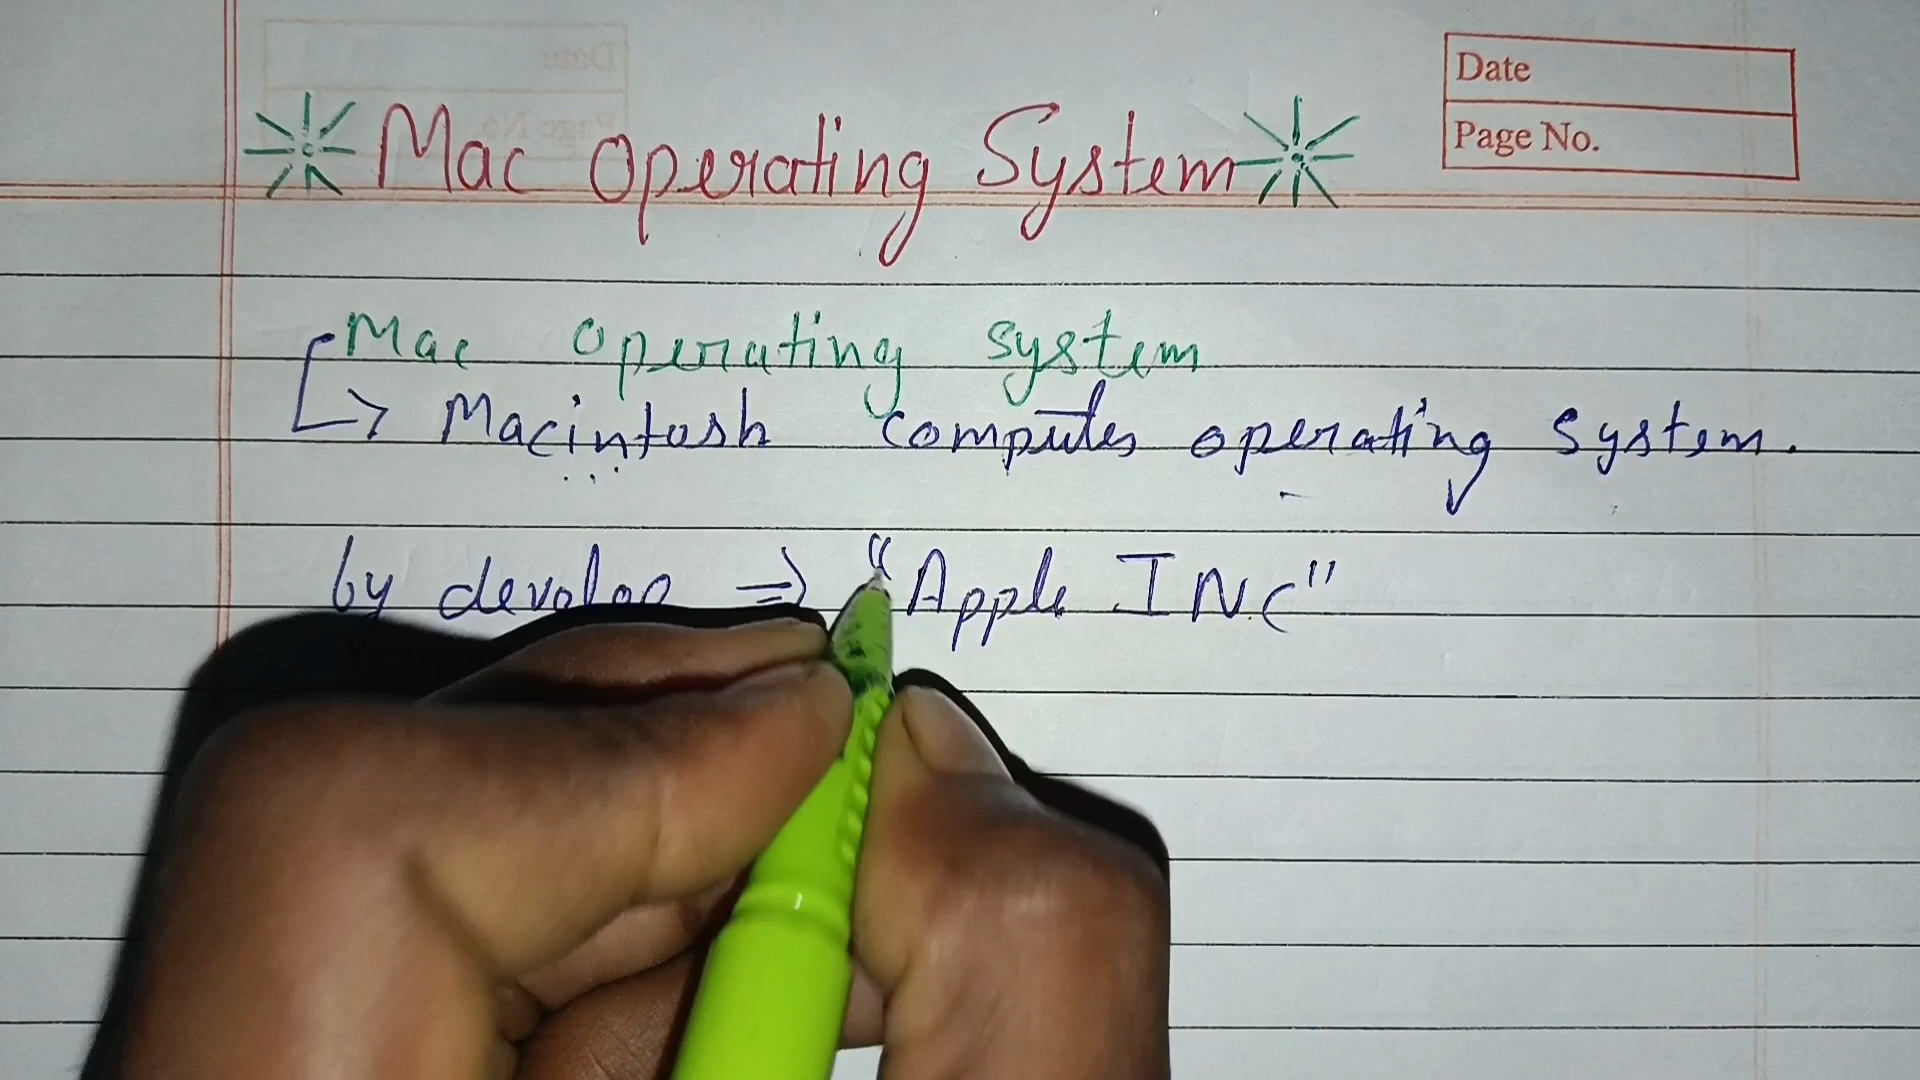 Date
Page No.
Mac Operating System
Mac operating system
Macintosh Computer operating System.
by develop ⇒ "Apple INC"